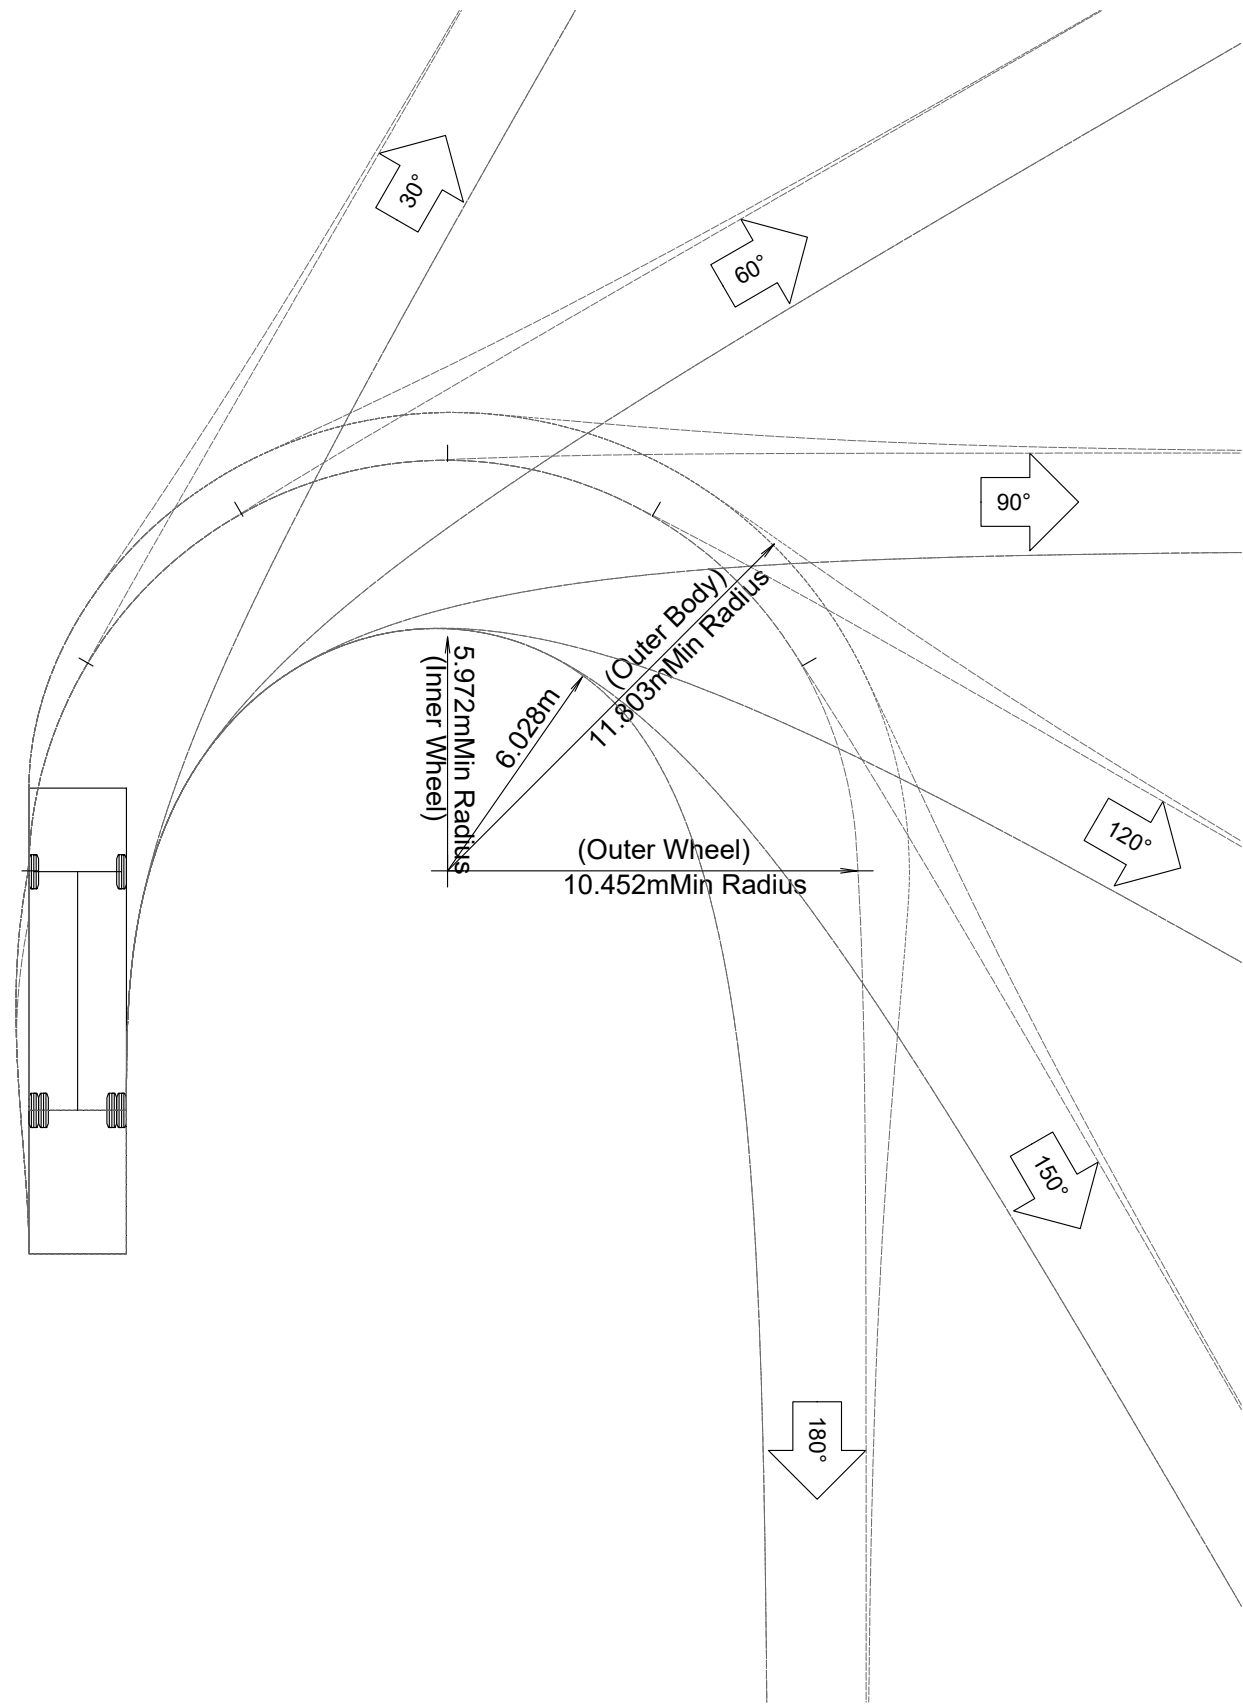 30°
60°
90°
(Outer Body)
11.803mMin Radius
5.972mMin Radius
(Inner Wheel)
6.028m
(Outer Wheel)
10.452mMin Radius
120°
150°
180°